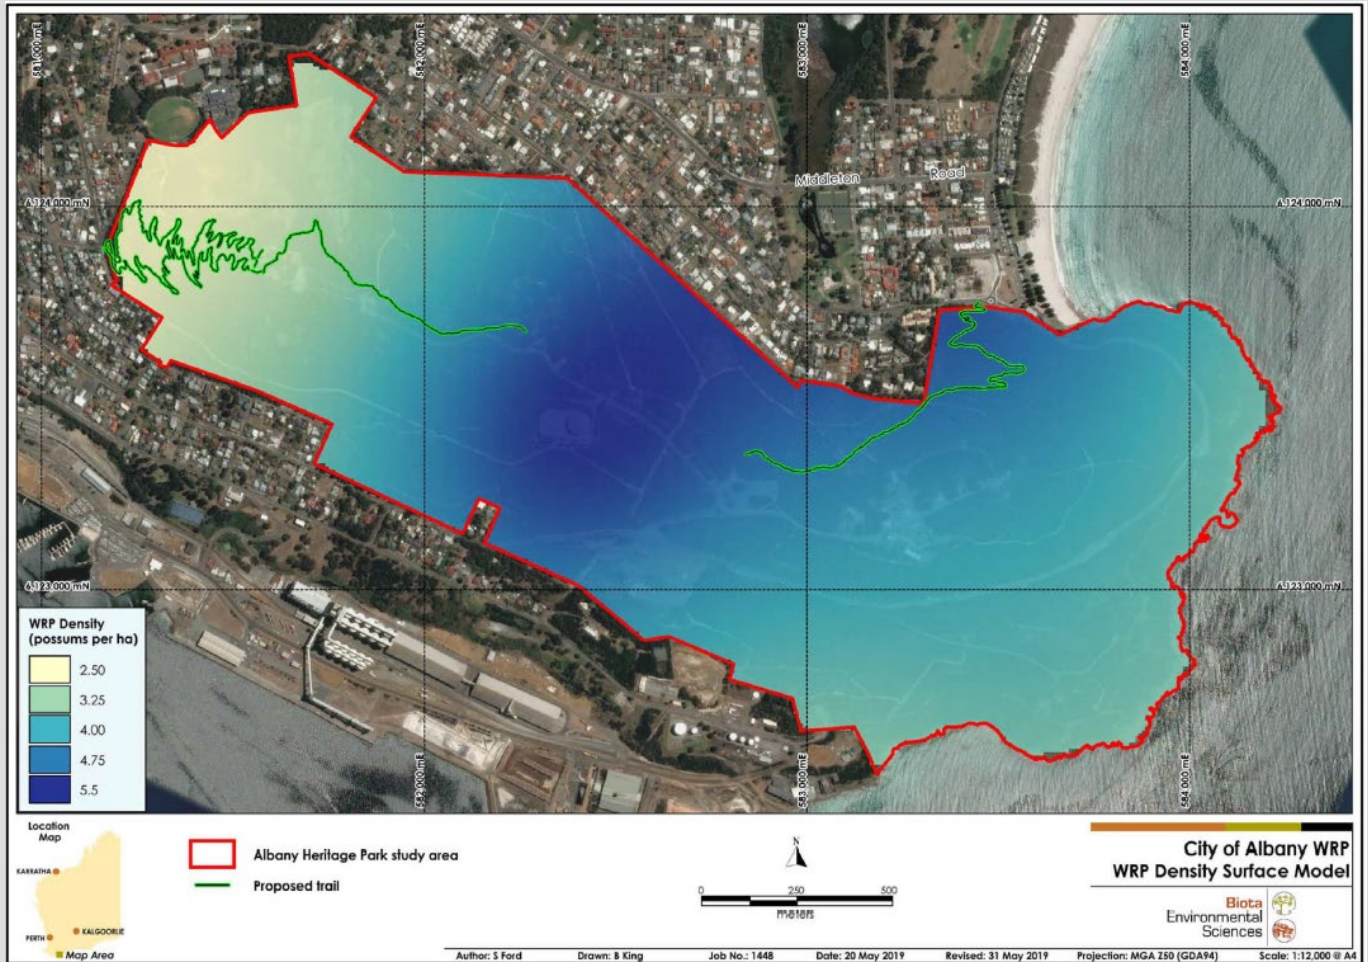 581,000 mE
582,000 mE
583,000 mE
584,000 mE
Middleton Road
6,124,000 mN
6,124,000 mN
6,123,000 mN
6,123,000 mN
WRP Density
(possums per ha)
2.50
3.25
4.00
4.75
5.5
582,000 mE
583,000 mE
584,000 mE
Location
Map
KARRATHA
KALGOORLIE
PERTH
Map Area
Albany Heritage Park study area
Proposed trail
N
0 250 500
meters
City of Albany WRP
WRP Density Surface Model
Biota
Environmental
Sciences
Author: S Ford Drawn: B King Job No.: 1448 Date: 20 May 2019 Revised: 31 May 2019 Projection: MGA Z50 (GDA94) Scale: 1:12,000 @ A4